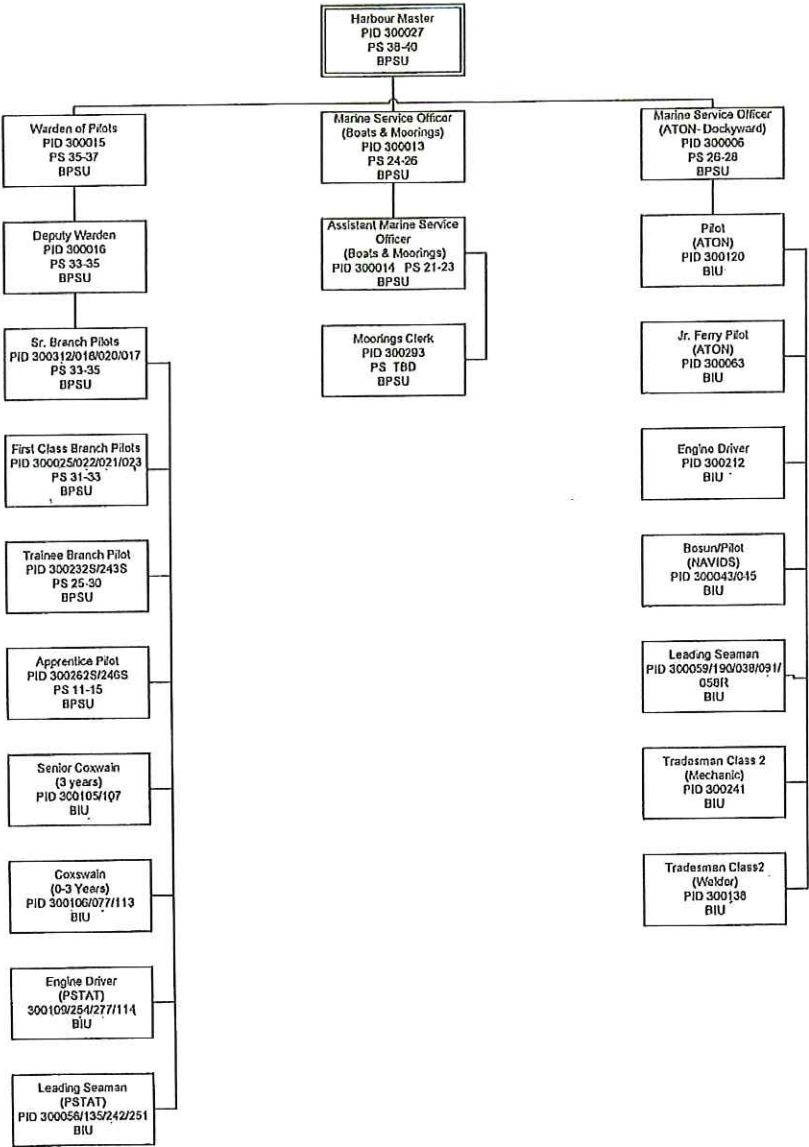 Harbour Master
PID 300027
PS 38-40
BPSU
Warden of Pilots
PID 300015
PS 35-37
BPSU
Marine Service Officer
(Boats & Moorings)
PID 300013
PS 24-26
BPSU
Marine Service Officer
(ATON- Dockyward)
PID 300006
PS 26-28
BPSU
Deputy Warden
PID 300016
PS 33-35
BPSU
Assistant Marine Service
Officer
(Boats & Moorings)
PID 300014 PS 21-23
BPSU
Pilot
(ATON)
PID 300120
BIU
Sr. Branch Pilots
PID 300312/018/020/017
PS 33-35
BPSU
Moorings Clerk
PID 300293
PS TBD
BPSU
Jr. Ferry Pilot
(ATON)
PID 300063
BIU
First Class Branch Pilots
PID 300025/022/021/023
PS 31-33
BPSU
Engine Driver
PID 300212
BIU
Trainee Branch Pilot
PID 300232S/243S
PS 25-30
BPSU
Bosun/Pilot
(NAVIDS)
PID 300043/045
BIU
Apprentice Pilot
PID 300262S/246S
PS 11-15
BPSU
Leading Seaman
PID 300059/190/038/091/
058R
BIU
Senior Coxwain
(3 years)
PID 300105/107
BIU
Tradesman Class 2
(Mechanic)
PID 300241
BIU
Coxswain
(0-3 Years)
PID 300106/077/113
BIU
Tradesman Class2
(Welder)
PID 300138
BIU
Engine Driver
(PSTAT)
300109/254/277/114
BIU
Leading Seaman
(PSTAT)
PID 300056/135/242/251
BIU